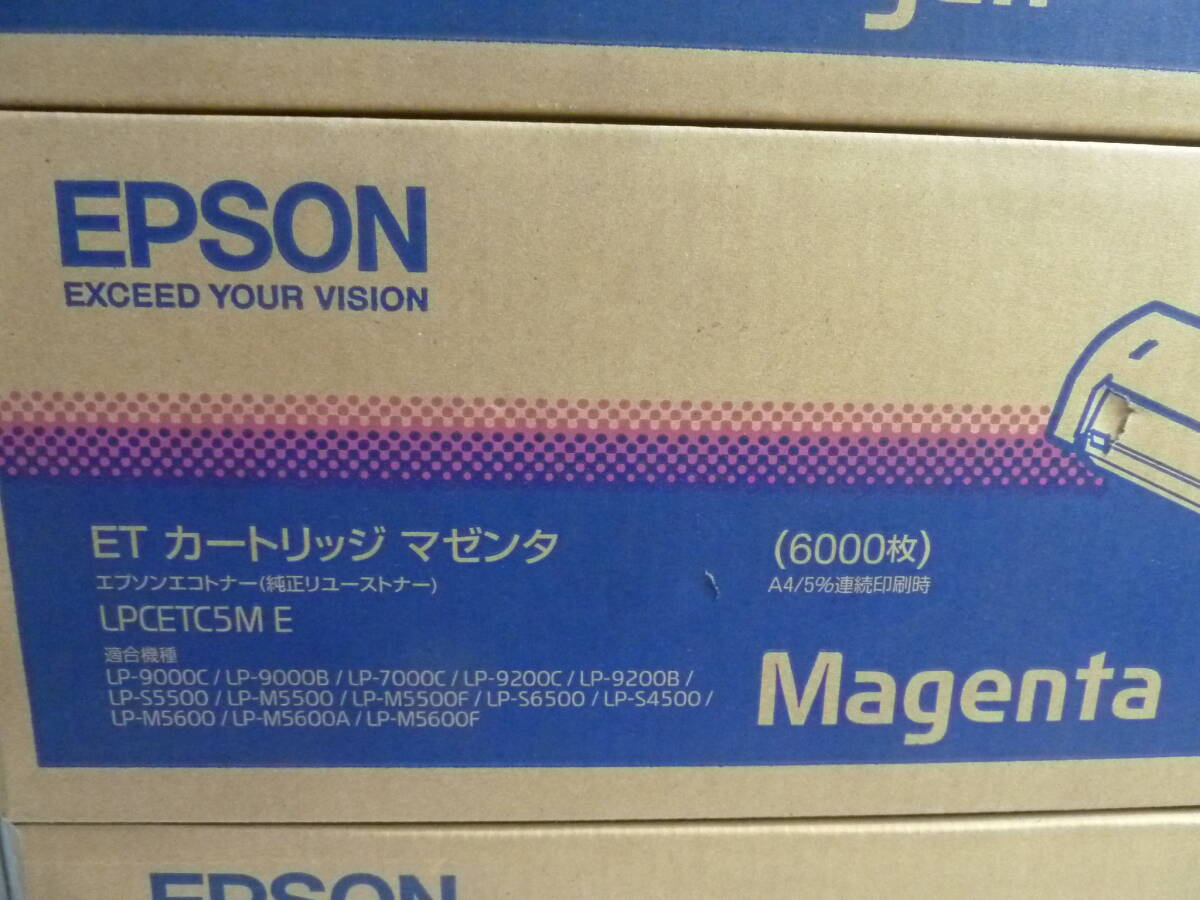 EPSON
EXCEED YOUR VISION
ET カートリッジ マゼンタ
(6000枚)
エプソンエコトナー(純正リユーストナー)
A4/5%連続印刷時
LPCETC5M E
適合機種
LP-9000C / LP-9000B / LP-7000C / LP-9200C / LP-9200B /
LP-S5500 / LP-M5500 / LP-M5500F / LP-S6500 / LP-S4500 /
LP-M5600 / LP-M5600A / LP-M5600F
Magenta
EPSON